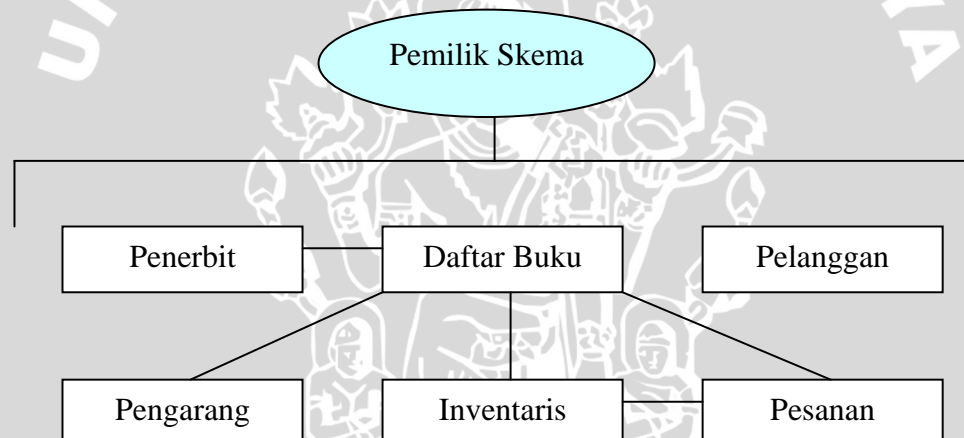 Pemilik Skema
Penerbit
Daftar Buku
Pelanggan
Pengarang
Inventaris
Pesanan